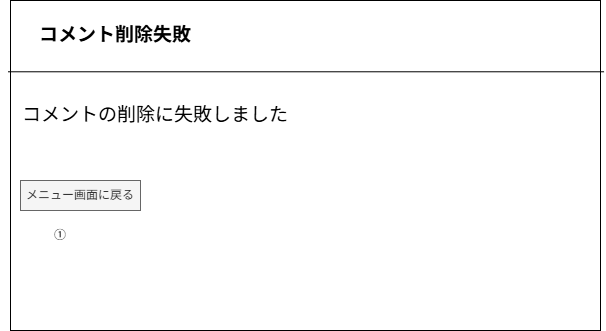 コメント削除失敗
コメントの削除に失敗しました
メニュー画面に戻る
①